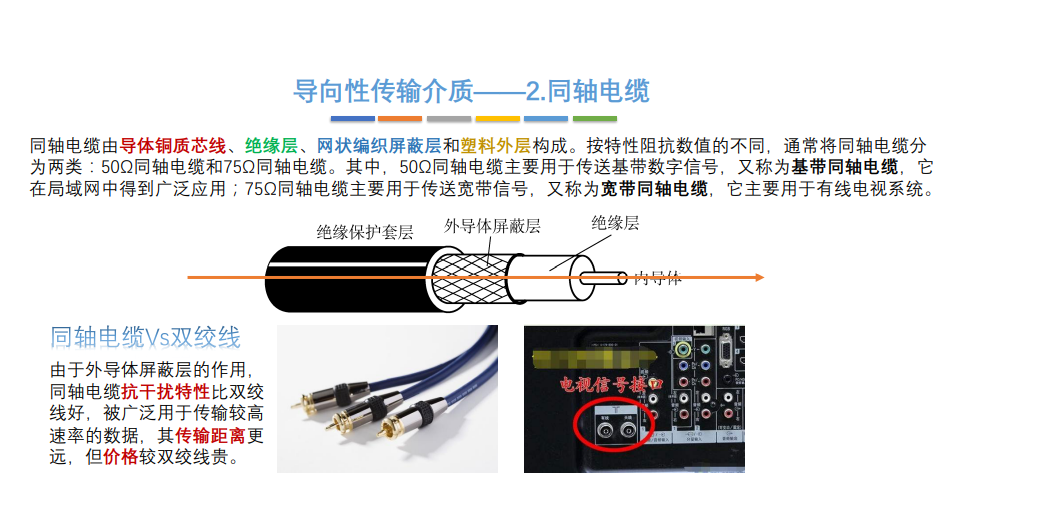 导向性传输介质——2.同轴电缆
同轴电缆由导体铜质芯线、绝缘层、网状编织屏蔽层和塑料外层构成。按特性阻抗数值的不同，通常将同轴电缆分
为两类：50Ω同轴电缆和75Ω同轴电缆。其中，50Ω同轴电缆主要用于传送基带数字信号，又称为基带同轴电缆，它
在局域网中得到广泛应用；75Ω同轴电缆主要用于传送宽带信号，又称为宽带同轴电缆，它主要用于有线电视系统。
绝缘保护套层
外导体屏蔽层
绝缘层
内导体
同轴电缆Vs双绞线
由于外导体屏蔽层的作用，
同轴电缆抗干扰特性比双绞
线好，被广泛用于传输较高
速率的数据，其传输距离更
远，但价格较双绞线贵。
电视信号接口